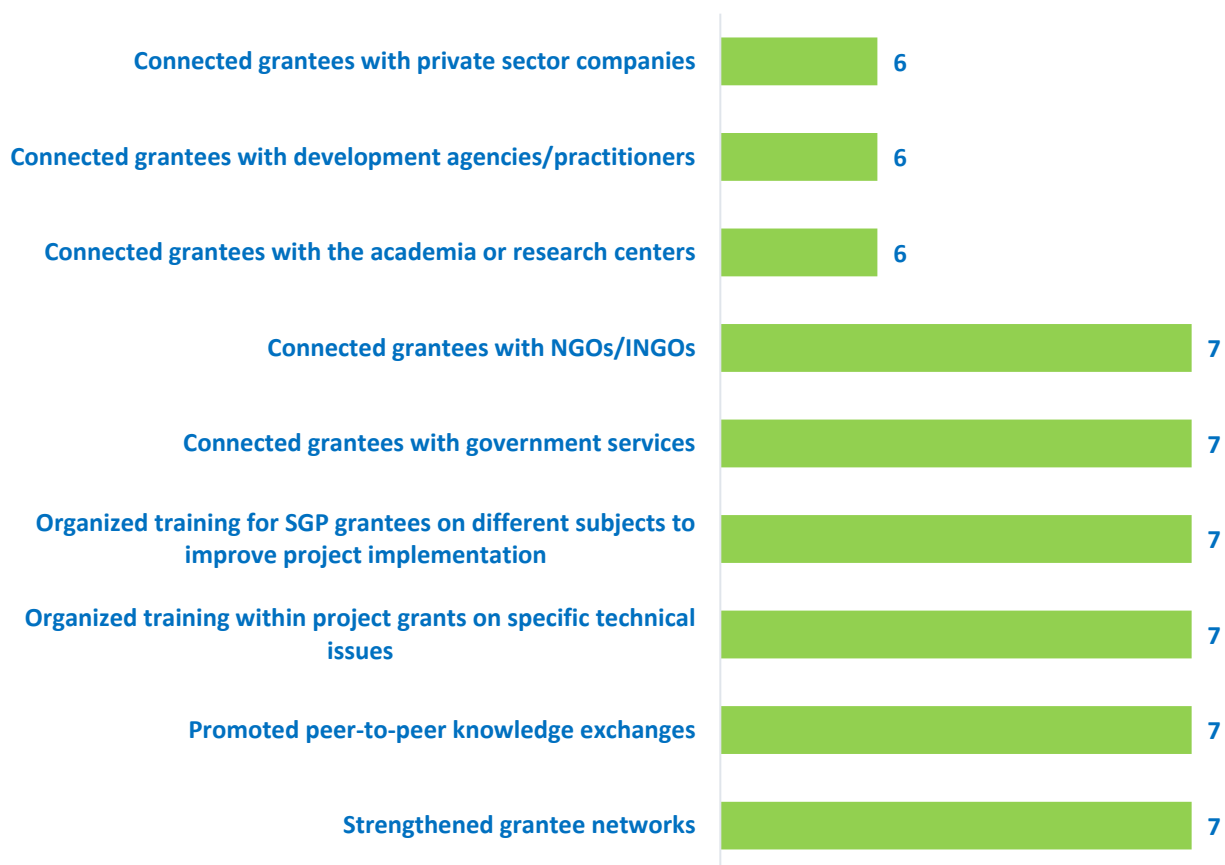 Connected grantees with private sector companies
6
Connected grantees with development agencies/practitioners
6
Connected grantees with the academia or research centers
6
Connected grantees with NGOs/INGOs
7
Connected grantees with government services
7
Organized training for SGP grantees on different subjects to
improve project implementation
7
Organized training within project grants on specific technical
issues
7
Promoted peer-to-peer knowledge exchanges
7
Strengthened grantee networks
7